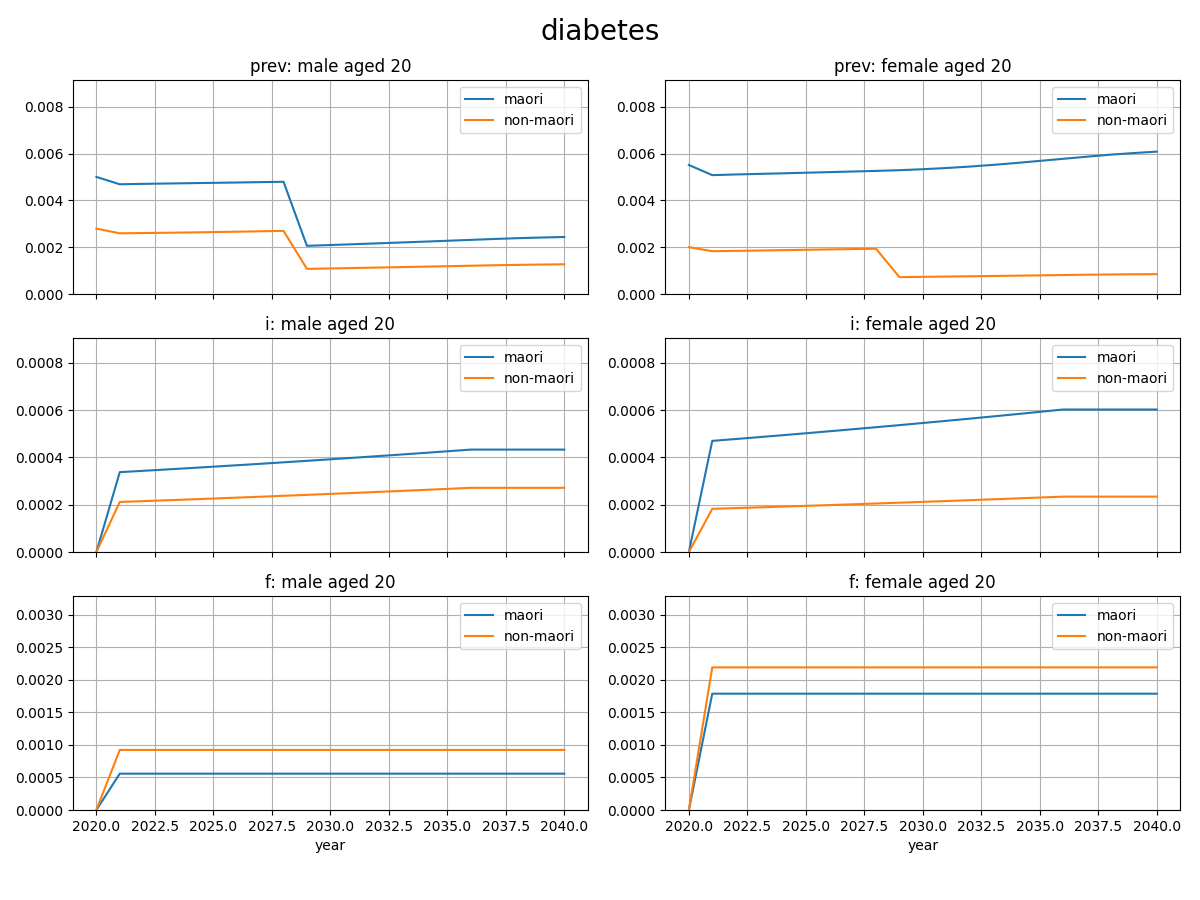 diabetes
prev: male aged 20
0.008
0.006
0.004
0.002
0.000
maori
non-maori
prev: female aged 20
0.008
0.006
0.004
0.002
0.000
maori
non-maori
i: male aged 20
0.0008
0.0006
0.0004
0.0002
0.0000
maori
non-maori
i: female aged 20
0.0008
0.0006
0.0004
0.0002
0.0000
maori
non-maori
f: male aged 20
0.0030
0.0025
0.0020
0.0015
0.0010
0.0005
0.0000
maori
non-maori
2020.0 2022.5 2025.0 2027.5 2030.0 2032.5 2035.0 2037.5 2040.0
year
f: female aged 20
0.0030
0.0025
0.0020
0.0015
0.0010
0.0005
0.0000
maori
non-maori
2020.0 2022.5 2025.0 2027.5 2030.0 2032.5 2035.0 2037.5 2040.0
year